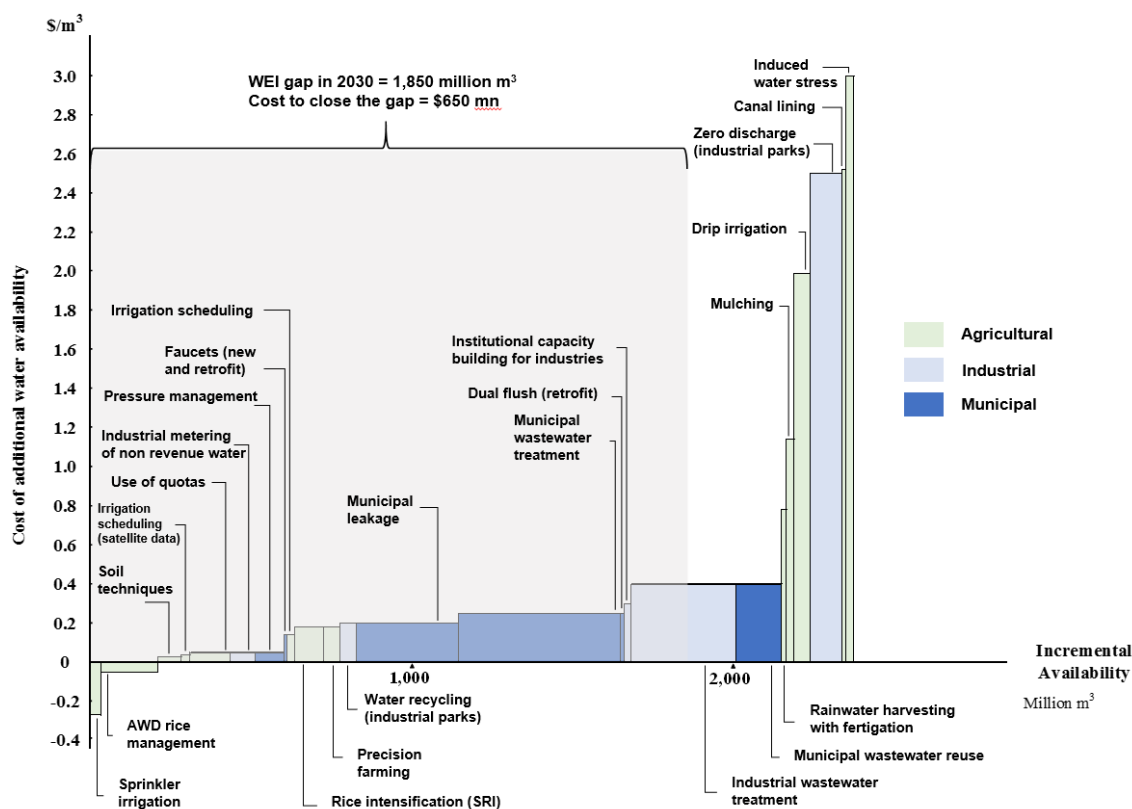 $/m³
3.0
2.8
2.6
2.4
2.2
2.0
1.8
1.6
1.4
1.2
1.0
0.8
0.6
0.4
0.2
0
-0.2
-0.4
Cost of additional water availability
WEI gap in 2030 = 1,850 million m³
Cost to close the gap = $650 mn
Induced
water stress
Canal lining
Zero discharge
(industrial parks)
Drip irrigation
Mulching
Irrigation scheduling
Faucets (new
and retrofit)
Pressure management
Industrial metering
of non revenue water
Use of quotas
Irrigation
scheduling
(satellite data)
Soil
techniques
Municipal
leakage
Institutional capacity
building for industries
Dual flush (retrofit)
Municipal
wastewater
treatment
Agricultural
Industrial
Municipal
1,000
2,000
Incremental
Availability
Million m³
AWD rice
management
Sprinkler
irrigation
Water recycling
(industrial parks)
Precision
farming
Rice intensification (SRI)
Rainwater harvesting
with fertigation
Municipal wastewater reuse
Industrial wastewater
treatment